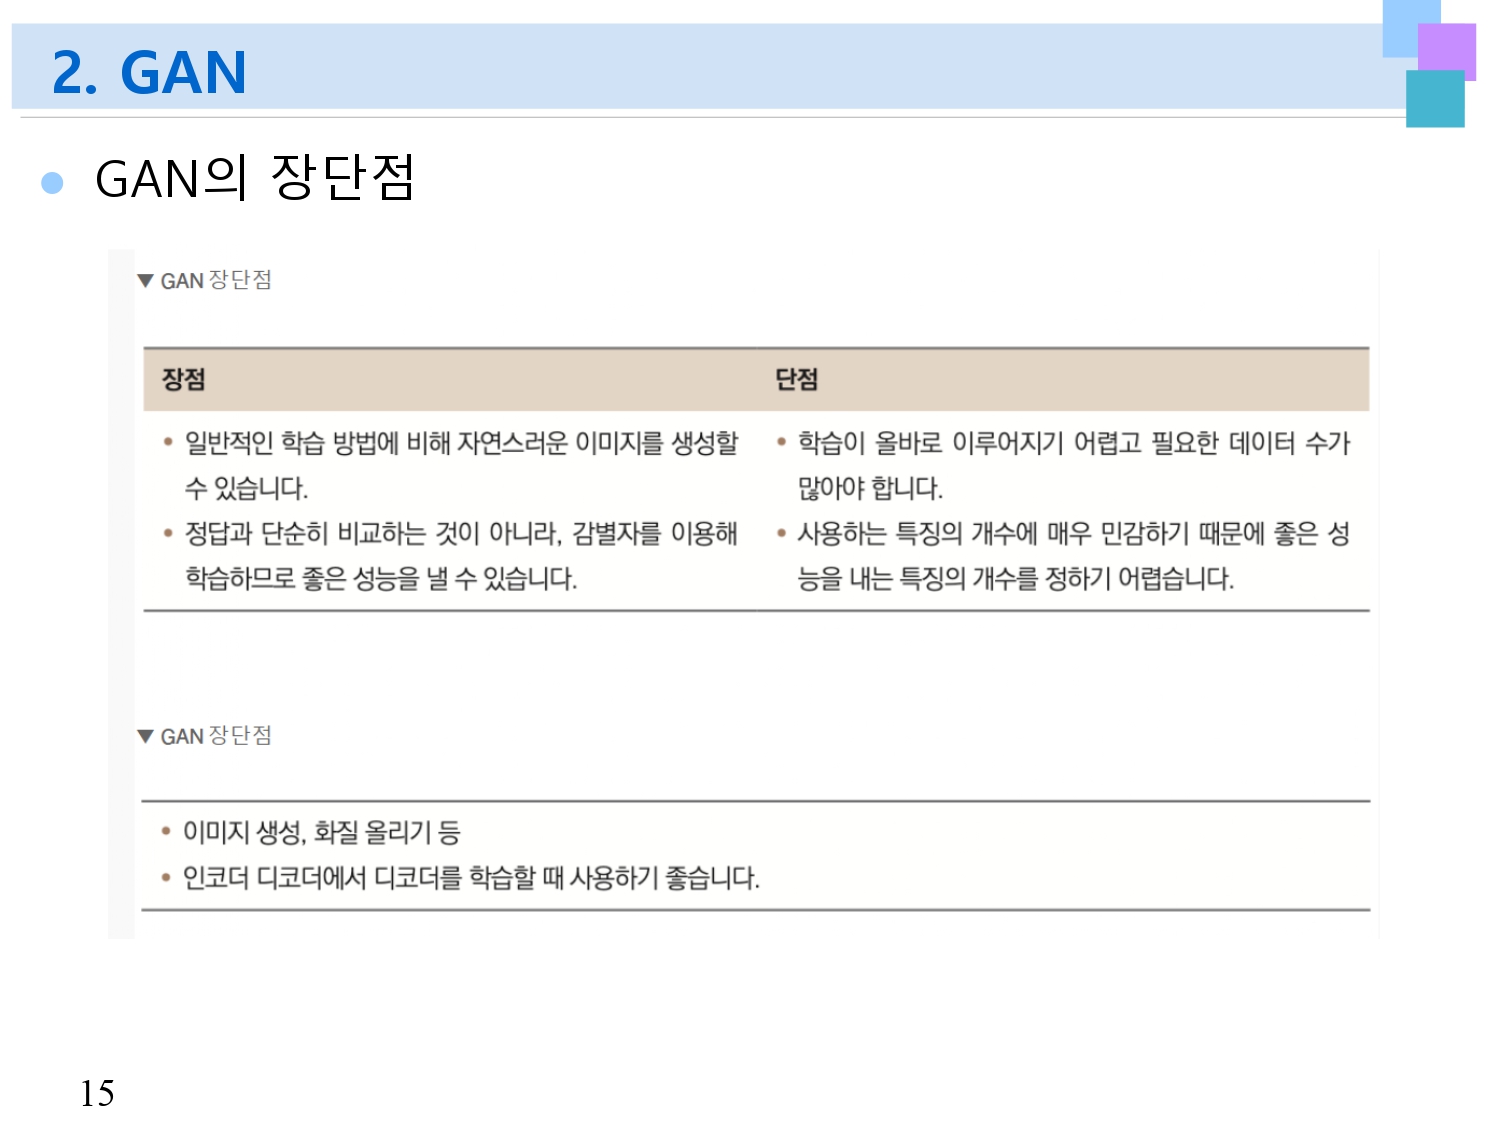 2. GAN
● GAN의 장단점
▼ GAN 장단점
장점
단점
• 일반적인 학습 방법에 비해 자연스러운 이미지를 생성할
수 있습니다.
• 정답과 단순히 비교하는 것이 아니라, 감별자를 이용해
학습하므로 좋은 성능을 낼 수 있습니다.
• 학습이 올바로 이루어지기 어렵고 필요한 데이터 수가
많아야 합니다.
• 사용하는 특징의 개수에 매우 민감하기 때문에 좋은 성
능을 내는 특징의 개수를 정하기 어렵습니다.
▼ GAN 장단점
• 이미지 생성, 화질 올리기 등
• 인코더 디코더에서 디코더를 학습할 때 사용하기 좋습니다.
15